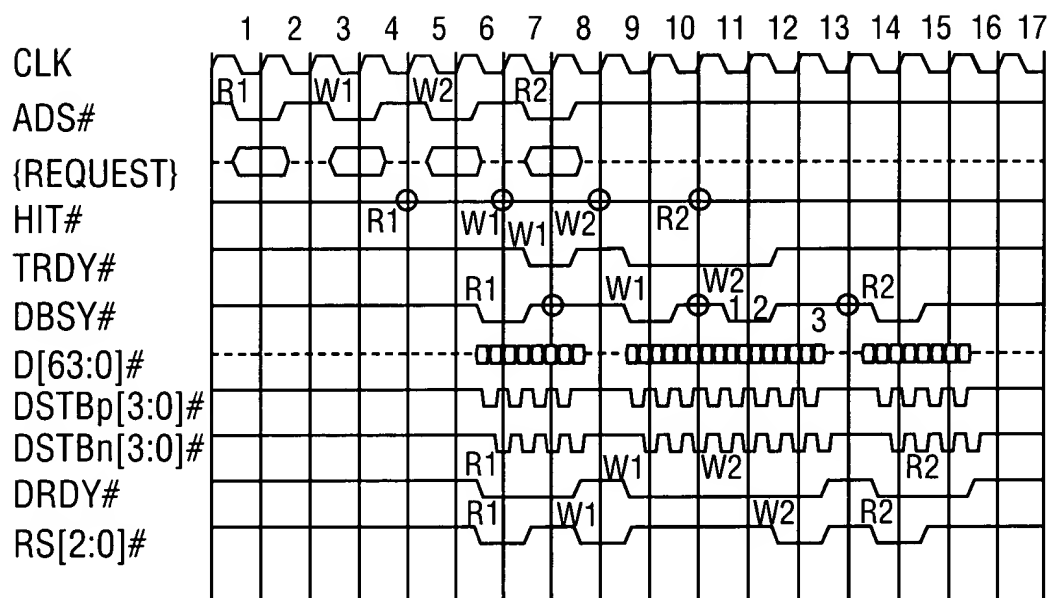 1 2 3 4 5 6 7 8 9 10 11 12 13 14 15 16 17
CLK
R1 W1 W2 R2
ADS#
{REQUEST}
HIT#
R1 W1 W2 R2
W1
TRDY#
R1 W1 W2 R2
DBSY#
1 2 3
D[63:0]#
DSTBp[3:0]#
DSTBn[3:0]#
R1 W1 W2 R2
DRDY#
R1 W1 W2 R2
RS[2:0]#